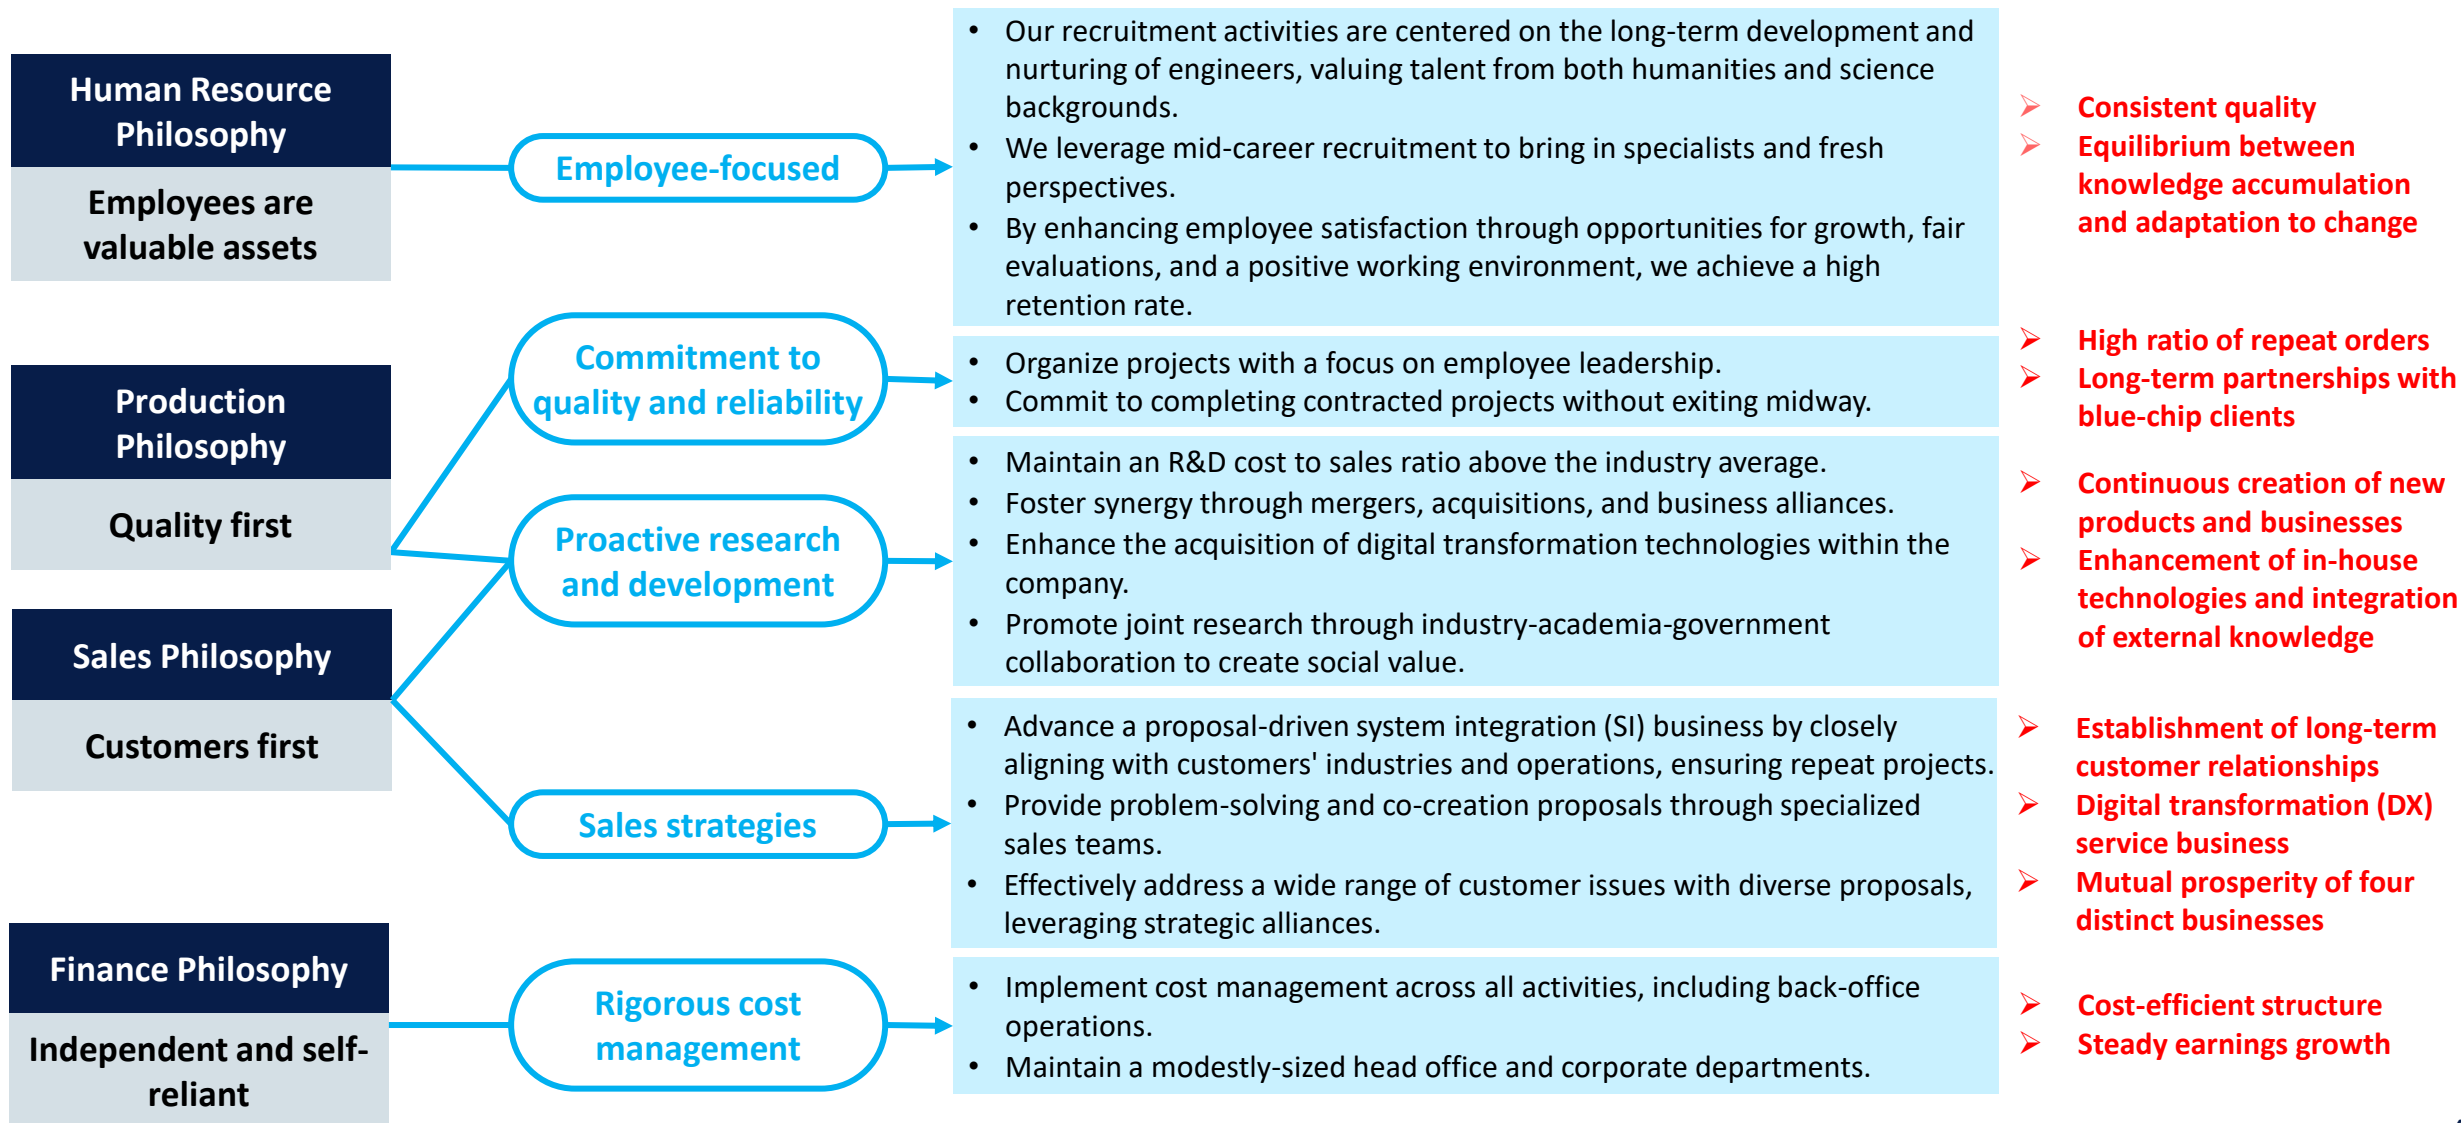 Human Resource
Philosophy
Employees are
valuable assets
Employee-focused
• Our recruitment activities are centered on the long-term development and
nurturing of engineers, valuing talent from both humanities and science
backgrounds.
• We leverage mid-career recruitment to bring in specialists and fresh
perspectives.
• By enhancing employee satisfaction through opportunities for growth, fair
evaluations, and a positive working environment, we achieve a high
retention rate.
➢ Consistent quality
➢ Equilibrium between
knowledge accumulation
and adaptation to change
Production
Philosophy
Quality first
Commitment to
quality and reliability
• Organize projects with a focus on employee leadership.
• Commit to completing contracted projects without exiting midway.
➢ High ratio of repeat orders
➢ Long-term partnerships with
blue-chip clients
Proactive research
and development
• Maintain an R&D cost to sales ratio above the industry average.
• Foster synergy through mergers, acquisitions, and business alliances.
• Enhance the acquisition of digital transformation technologies within the
company.
• Promote joint research through industry-academia-government
collaboration to create social value.
➢ Continuous creation of new
products and businesses
➢ Enhancement of in-house
technologies and integration
of external knowledge
Sales Philosophy
Customers first
Sales strategies
• Advance a proposal-driven system integration (SI) business by closely
aligning with customers' industries and operations, ensuring repeat projects.
• Provide problem-solving and co-creation proposals through specialized
sales teams.
• Effectively address a wide range of customer issues with diverse proposals,
leveraging strategic alliances.
➢ Establishment of long-term
customer relationships
➢ Digital transformation (DX)
service business
➢ Mutual prosperity of four
distinct businesses
Finance Philosophy
Independent and self-
reliant
Rigorous cost
management
• Implement cost management across all activities, including back-office
operations.
• Maintain a modestly-sized head office and corporate departments.
➢ Cost-efficient structure
➢ Steady earnings growth